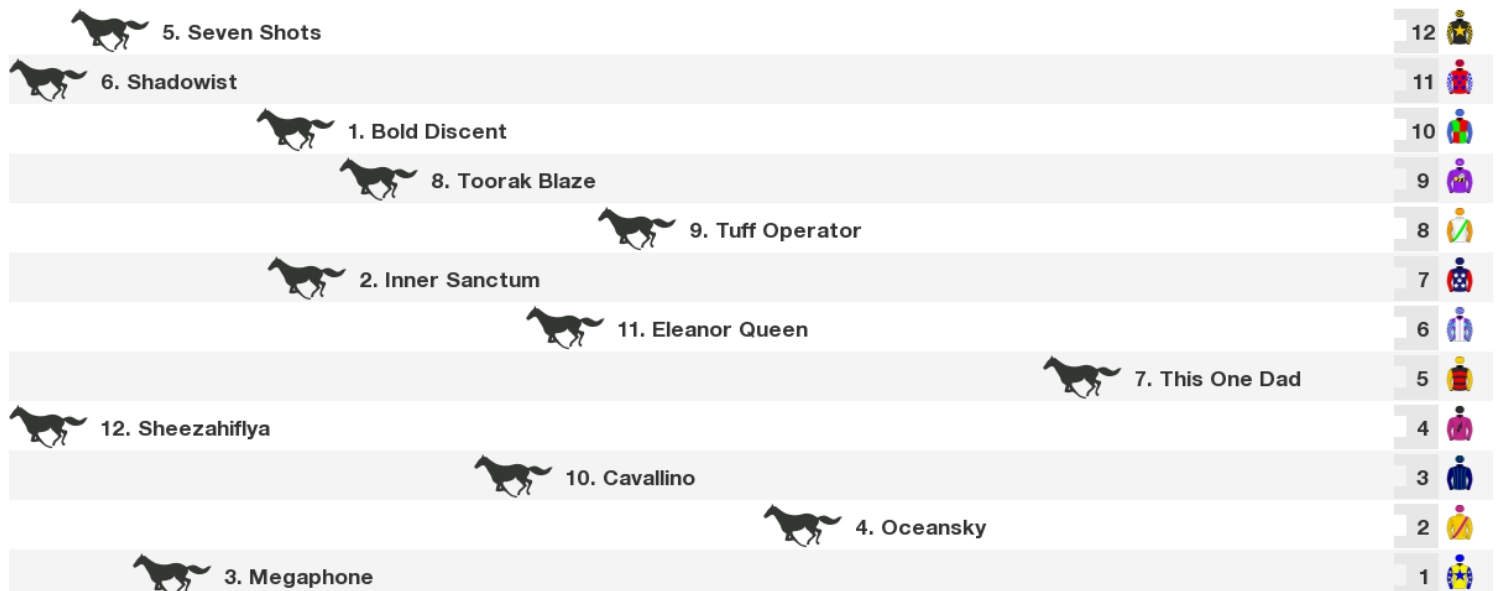 5. Seven Shots 12
6. Shadowist 11
1. Bold Discent 10
8. Toorak Blaze 9
9. Tuff Operator 8
2. Inner Sanctum 7
11. Eleanor Queen 6
7. This One Dad 5
12. Sheezahiflya 4
10. Cavallino 3
4. Oceansky 2
3. Megaphone 1